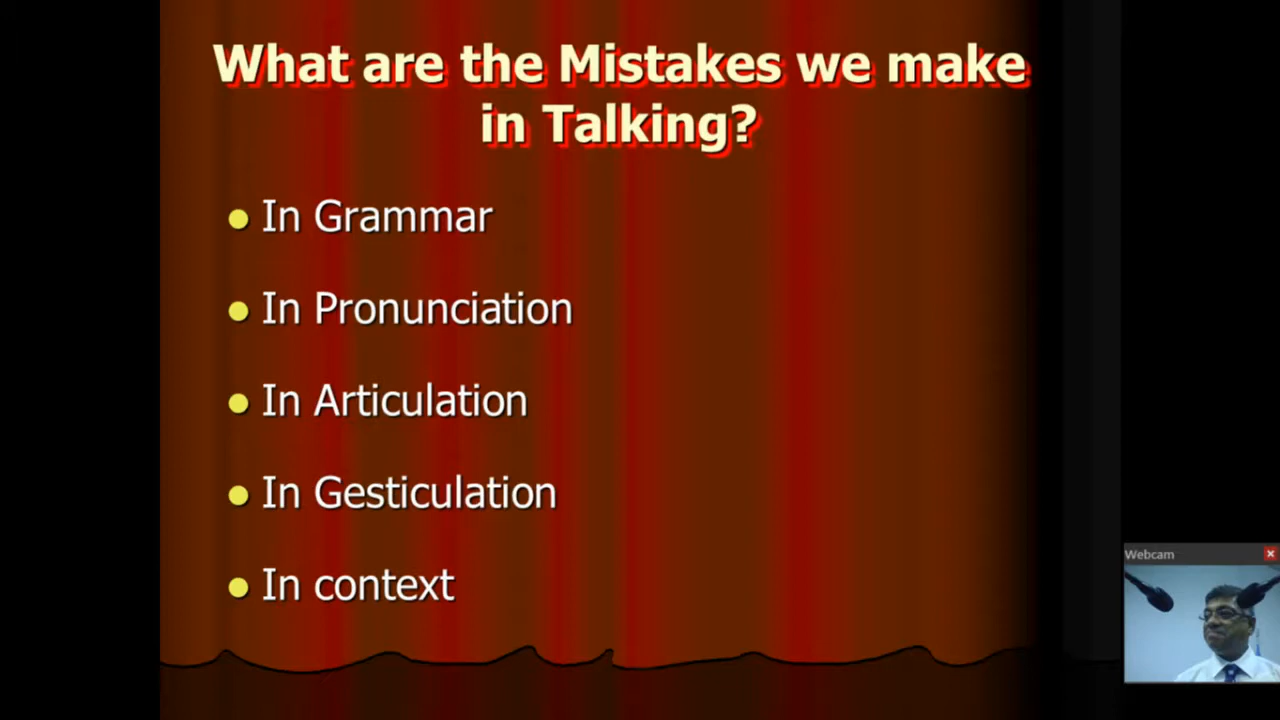 What are the Mistakes we make
in Talking?
In Grammar
In Pronunciation
In Articulation
In Gesticulation
In context
Webcam